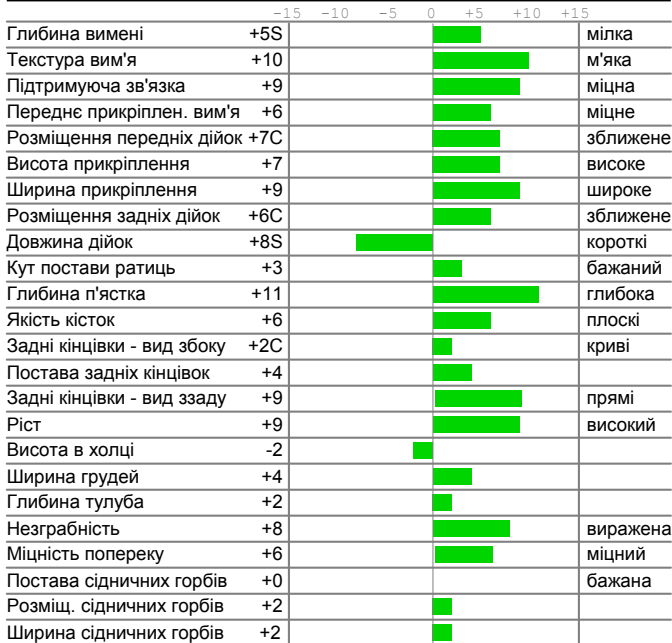 -15 -10 -5 0 +5 +10 +15
Глибина вимені +5S мілка
Текстура вим'я +10 м'яка
Підтримуюча зв'язка +9 міцна
Переднє прикріплен. вим'я +6 міцне
Розміщення передніх дійок +7C зближене
Висота прикріплення +7 високе
Ширина прикріплення +9 широке
Розміщення задніх дійок +6C зближене
Довжина дійок +8S короткі
Кут постави ратиць +3 бажаний
Глибина п'ястка +11 глибока
Якість кісток +6 плоскі
Задні кінцівки - вид збоку +2C криві
Постава задніх кінцівок +4
Задні кінцівки - вид ззаду +9 прямі
Ріст +9 високий
Висота в холці -2
Ширина грудей +4
Глибина тулуба +2
Незграбність +8 виражена
Міцність попереку +6 міцний
Постава сідничних горбів +0 бажана
Розміщ. сідничних горбів +2
Ширина сідничних горбів +2